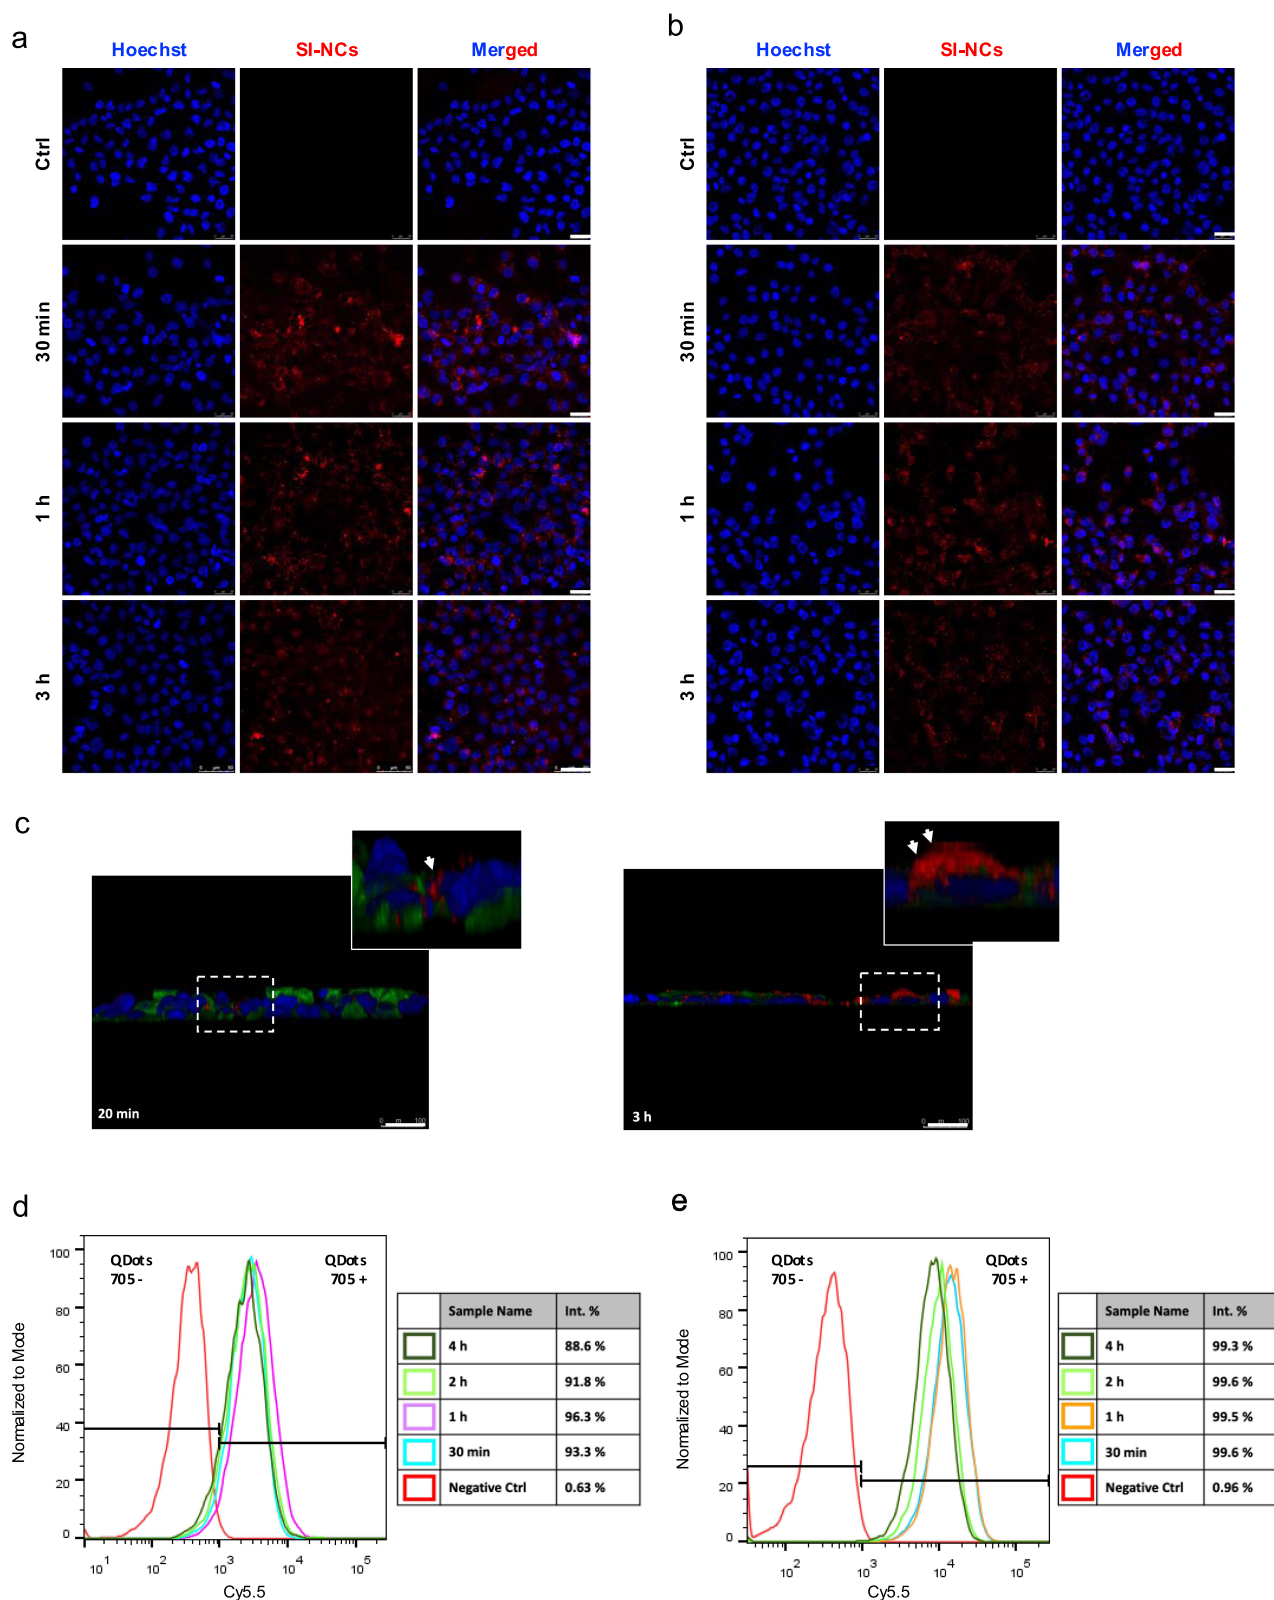 a
Hoechst SI-NCs Merged
Ctrl
30 min
1 h
3 h
b
Hoechst SI-NCs Merged
Ctrl
30 min
1 h
3 h
c
20 min
3 h
d
QDots
705 -
QDots
705 +
100
80
60
40
20
0
Normalized to Mode
10^1 10^2 10^3 10^4 10^5
Cy5.5
Sample Name Int. %
4 h 88.6 %
2 h 91.8 %
1 h 96.3 %
30 min 93.3 %
Negative Ctrl 0.63 %
e
QDots
705 -
QDots
705 +
100
80
60
40
20
0
Normalized to Mode
10^2 10^3 10^4 10^5
Cy5.5
Sample Name Int. %
4 h 99.3 %
2 h 99.6 %
1 h 99.5 %
30 min 99.6 %
Negative Ctrl 0.96 %